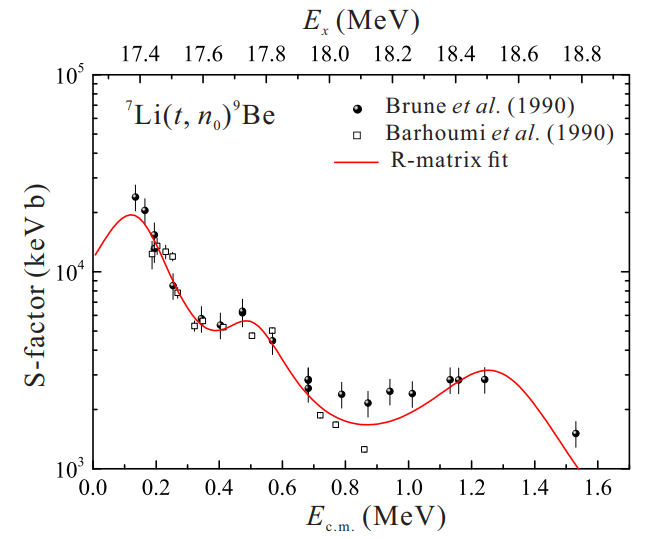 Eₓ (MeV)
17.4 17.6 17.8 18.0 18.2 18.4 18.6 18.8
10⁵
⁷Li(t, n₀)⁹Be
Brune et al. (1990)
Barhoumi et al. (1990)
R-matrix fit
S-factor (keV b)
10⁴
10³
0.0 0.2 0.4 0.6 0.8 1.0 1.2 1.4 1.6
E c.m. (MeV)